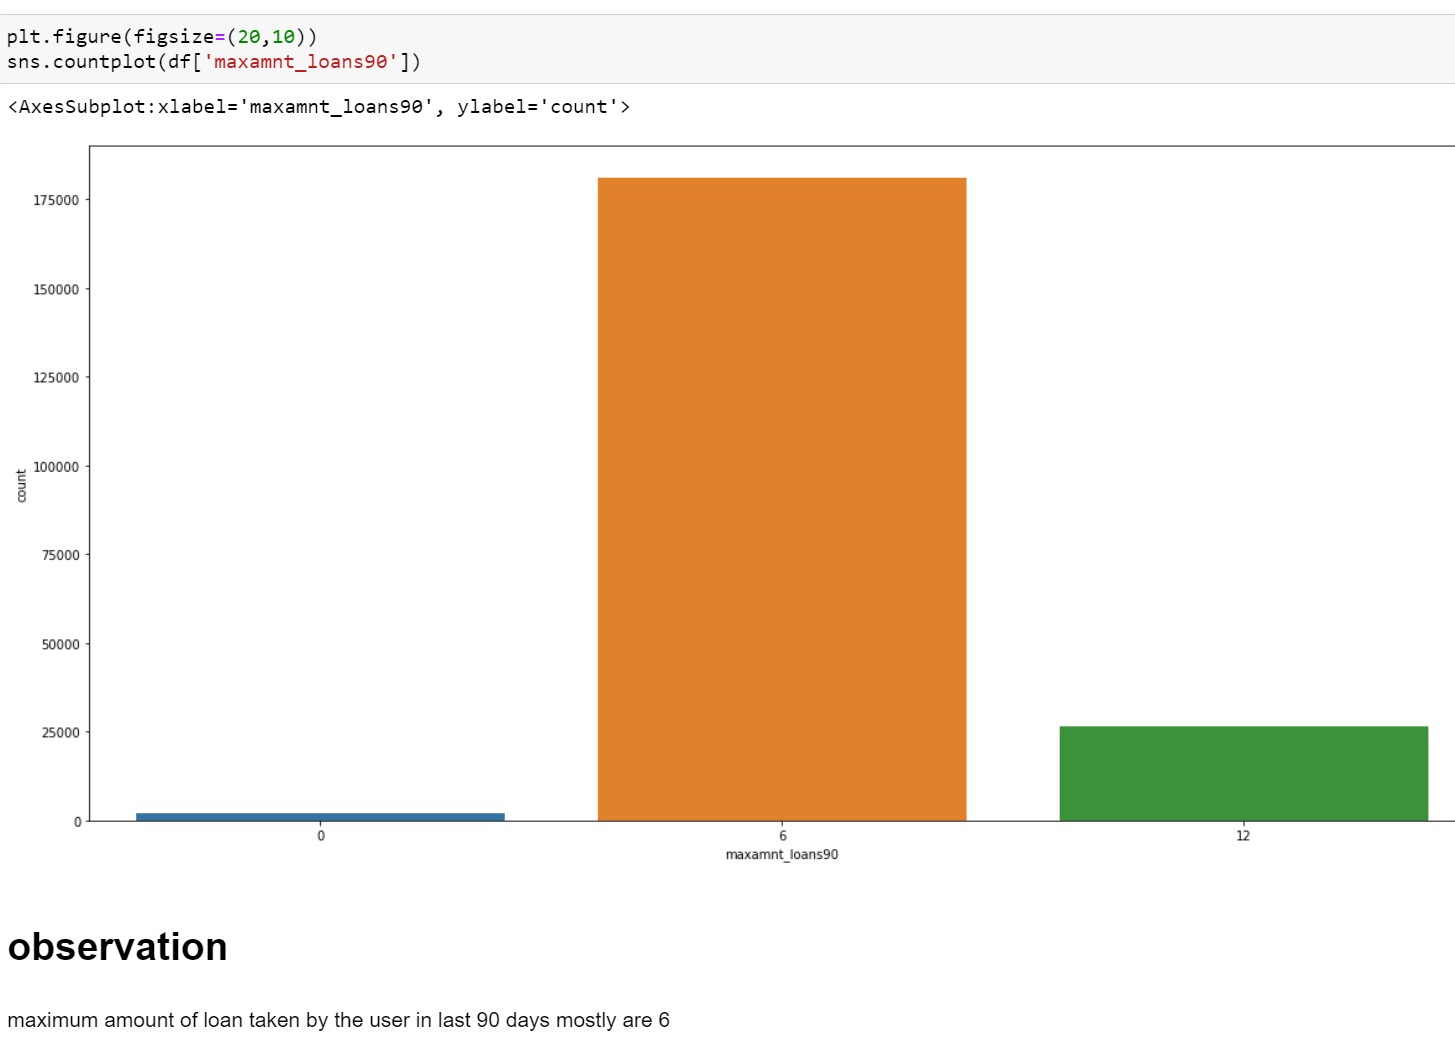 plt.figure(figsize=(20,10))
sns.countplot(df['maxamnt_loans90'])
<AxesSubplot:xlabel='maxamnt_loans90', ylabel='count'>
175000
150000
125000
100000
75000
50000
25000
0
count
0 6 12
maxamnt_loans90
observation
maximum amount of loan taken by the user in last 90 days mostly are 6